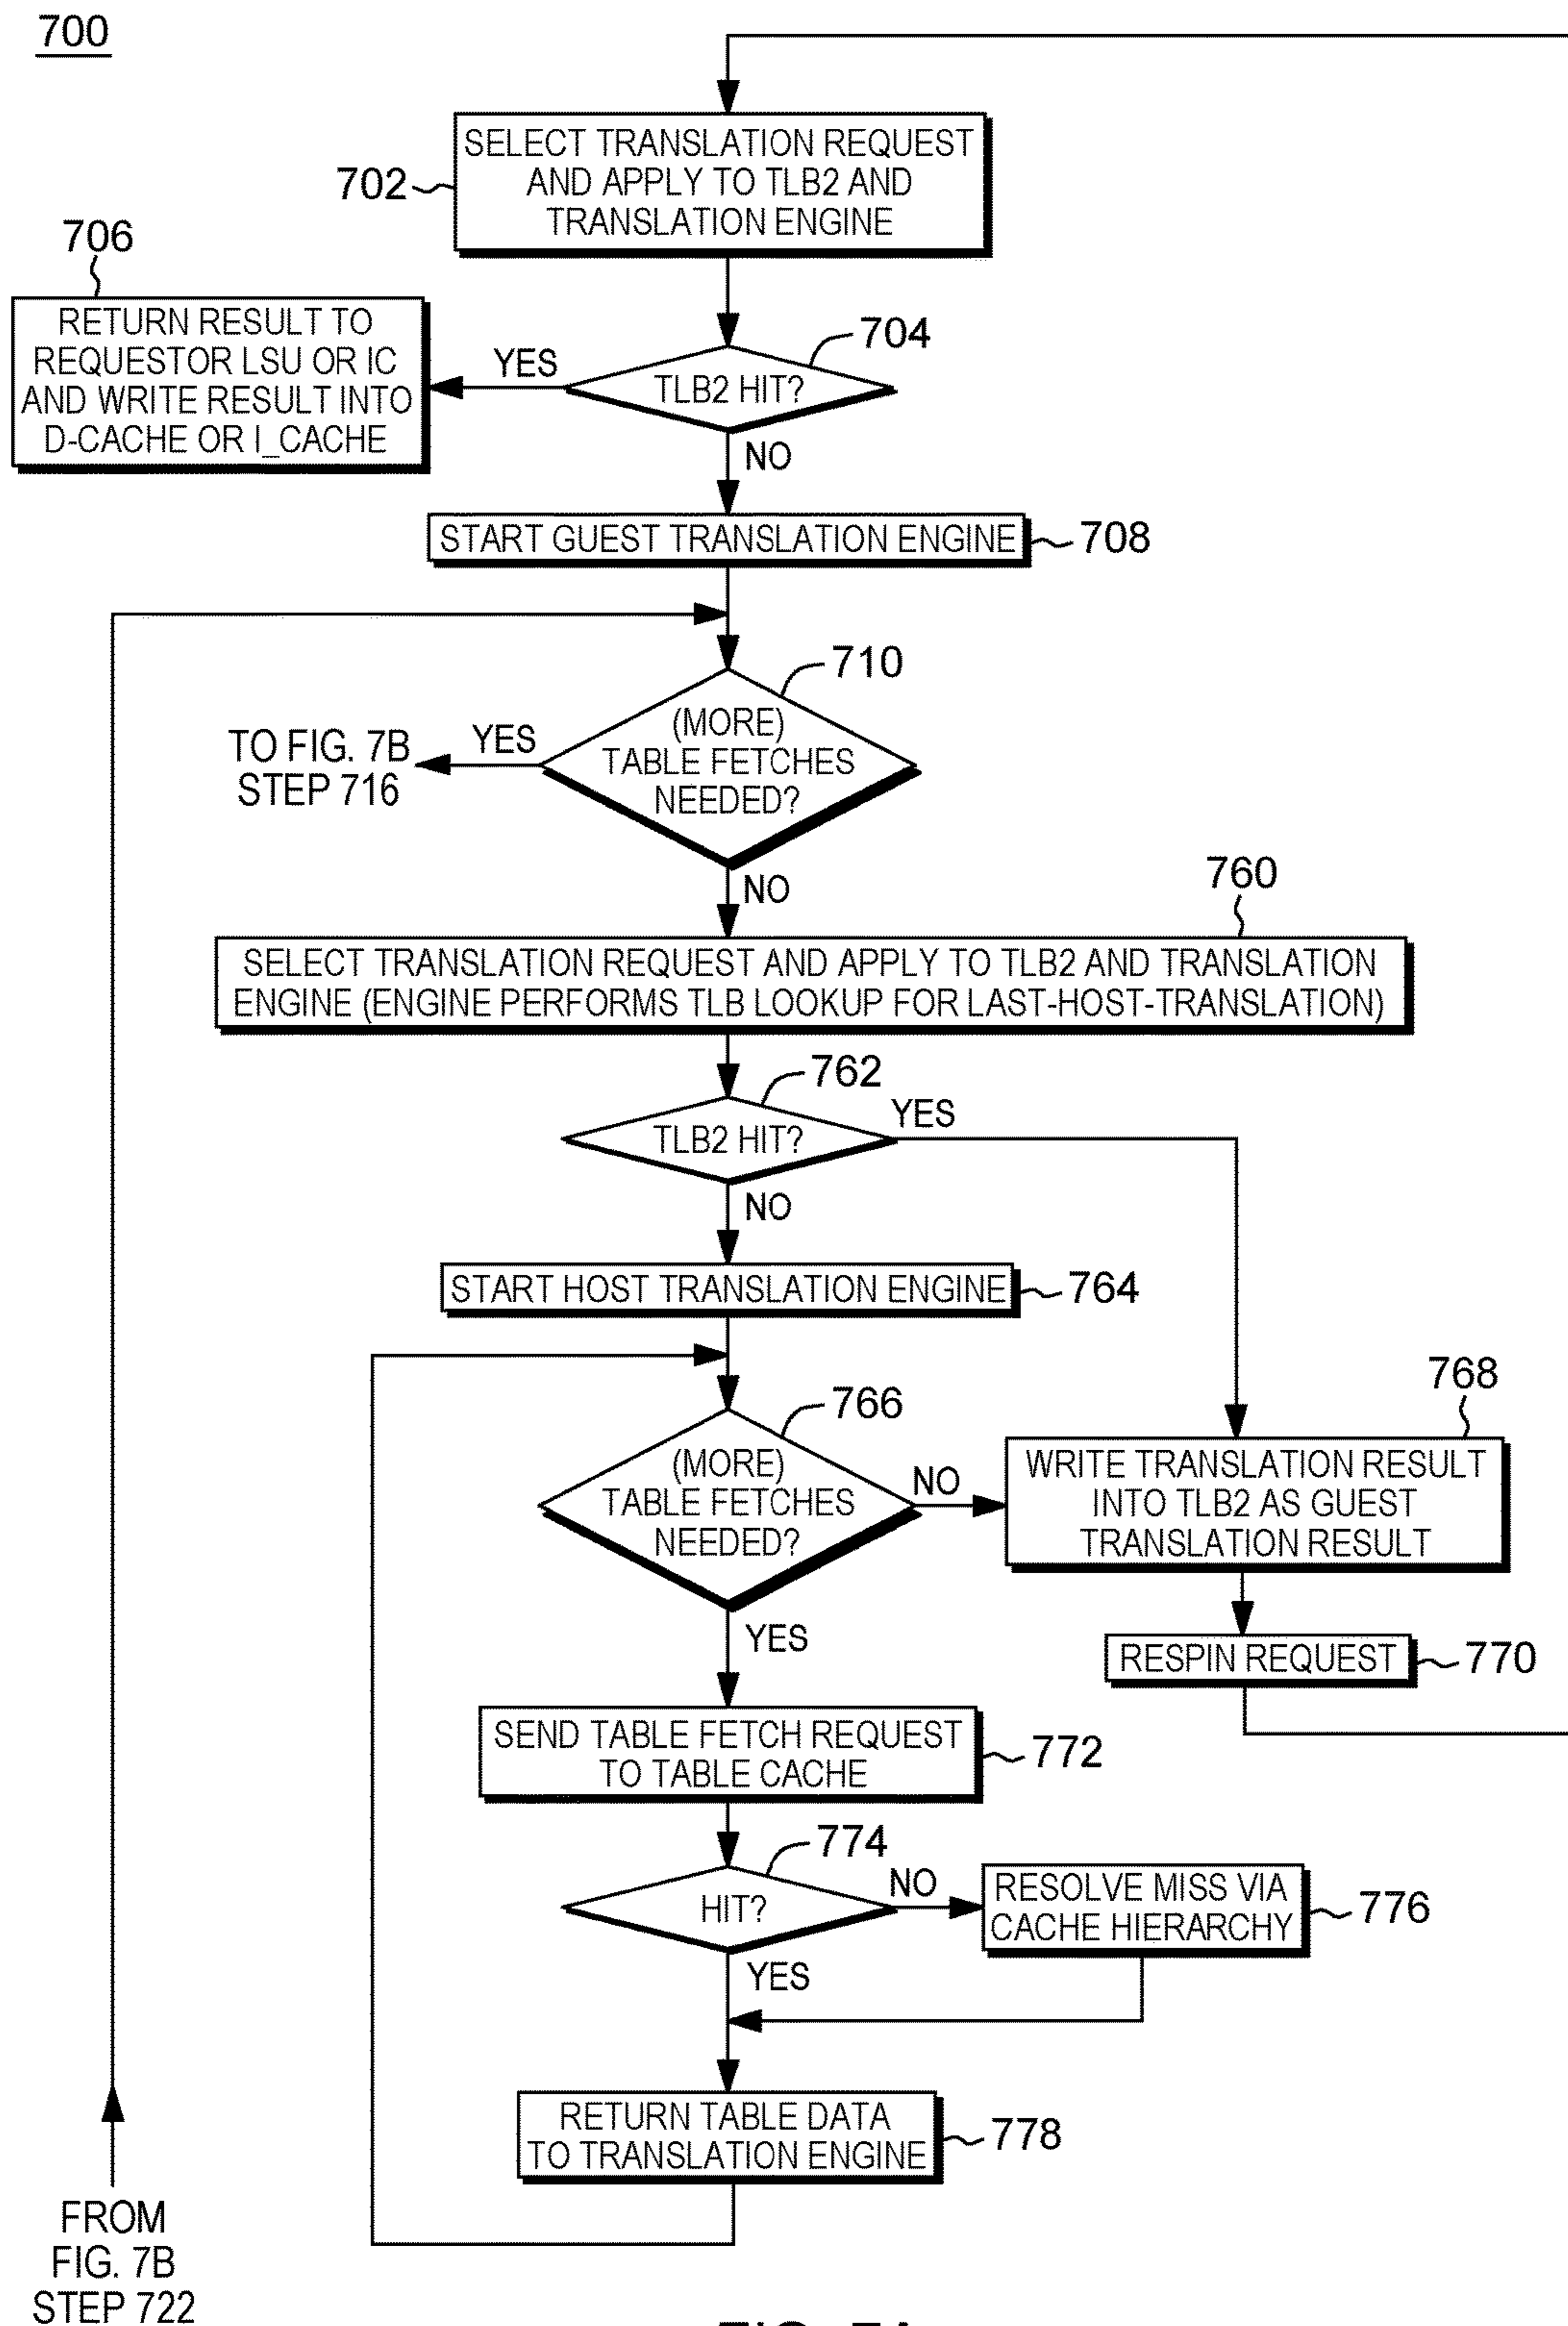 700
SELECT TRANSLATION REQUEST
AND APPLY TO TLB2 AND
TRANSLATION ENGINE
702
706
RETURN RESULT TO
REQUESTOR LSU OR IC
AND WRITE RESULT INTO
D-CACHE OR I_CACHE
YES
704
TLB2 HIT?
NO
START GUEST TRANSLATION ENGINE
708
710
(MORE)
TABLE FETCHES
NEEDED?
YES
TO FIG. 7B
STEP 716
NO
760
SELECT TRANSLATION REQUEST AND APPLY TO TLB2 AND TRANSLATION
ENGINE (ENGINE PERFORMS TLB LOOKUP FOR LAST-HOST-TRANSLATION)
762
TLB2 HIT?
YES
NO
START HOST TRANSLATION ENGINE
764
766
(MORE)
TABLE FETCHES
NEEDED?
NO
768
WRITE TRANSLATION RESULT
INTO TLB2 AS GUEST
TRANSLATION RESULT
YES
RESPIN REQUEST
770
SEND TABLE FETCH REQUEST
TO TABLE CACHE
772
774
HIT?
NO
RESOLVE MISS VIA
CACHE HIERARCHY
776
YES
RETURN TABLE DATA
TO TRANSLATION ENGINE
778
FROM
FIG. 7B
STEP 722